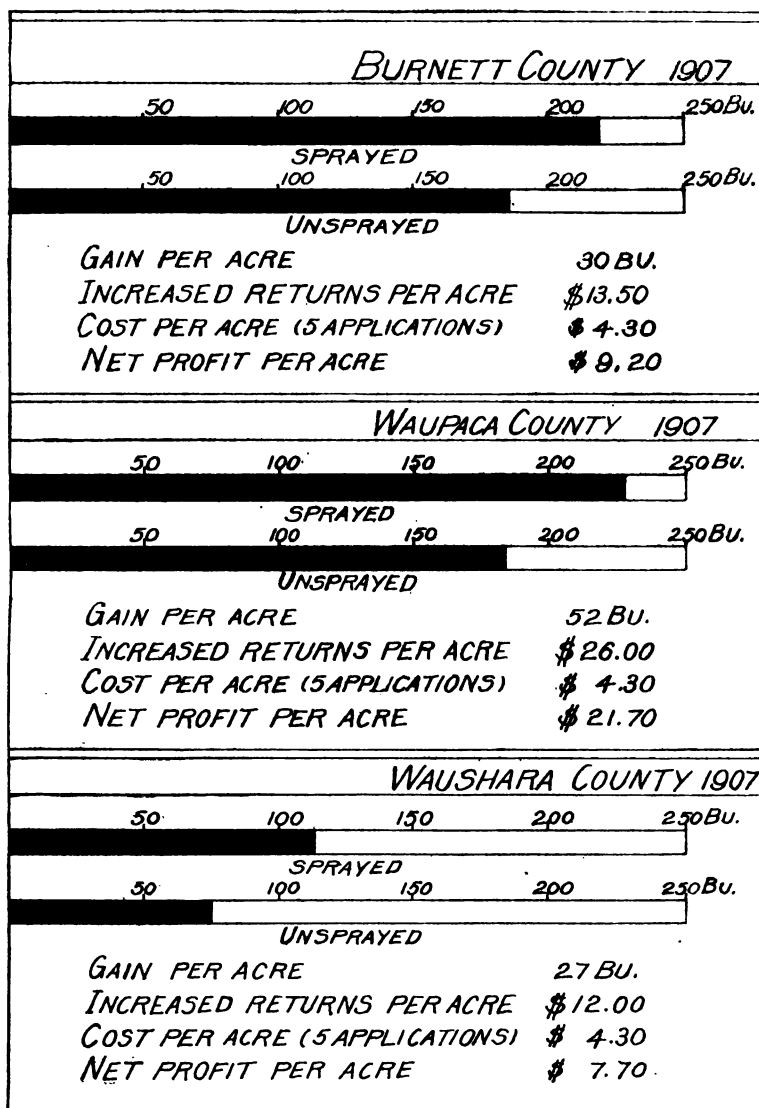 BURNETT COUNTY 1907
50 100 150 200 250 BU.
SPRAYED
50 100 150 200 250 BU.
UNSPRAYED
GAIN PER ACRE 30 BU.
INCREASED RETURNS PER ACRE $13.50
COST PER ACRE (5 APPLICATIONS) $ 4.30
NET PROFIT PER ACRE $ 9.20
WAUPACA COUNTY 1907
50 100 150 200 250 BU.
SPRAYED
50 100 150 200 250 BU.
UNSPRAYED
GAIN PER ACRE 52 BU.
INCREASED RETURNS PER ACRE $26.00
COST PER ACRE (5 APPLICATIONS) $ 4.30
NET PROFIT PER ACRE $ 21.70
WAUSHARA COUNTY 1907
50 100 150 200 250 BU.
SPRAYED
50 100 150 200 250 BU.
UNSPRAYED
GAIN PER ACRE 27 BU.
INCREASED RETURNS PER ACRE $12.00
COST PER ACRE (5 APPLICATIONS) $ 4.30
NET PROFIT PER ACRE $ 7.70